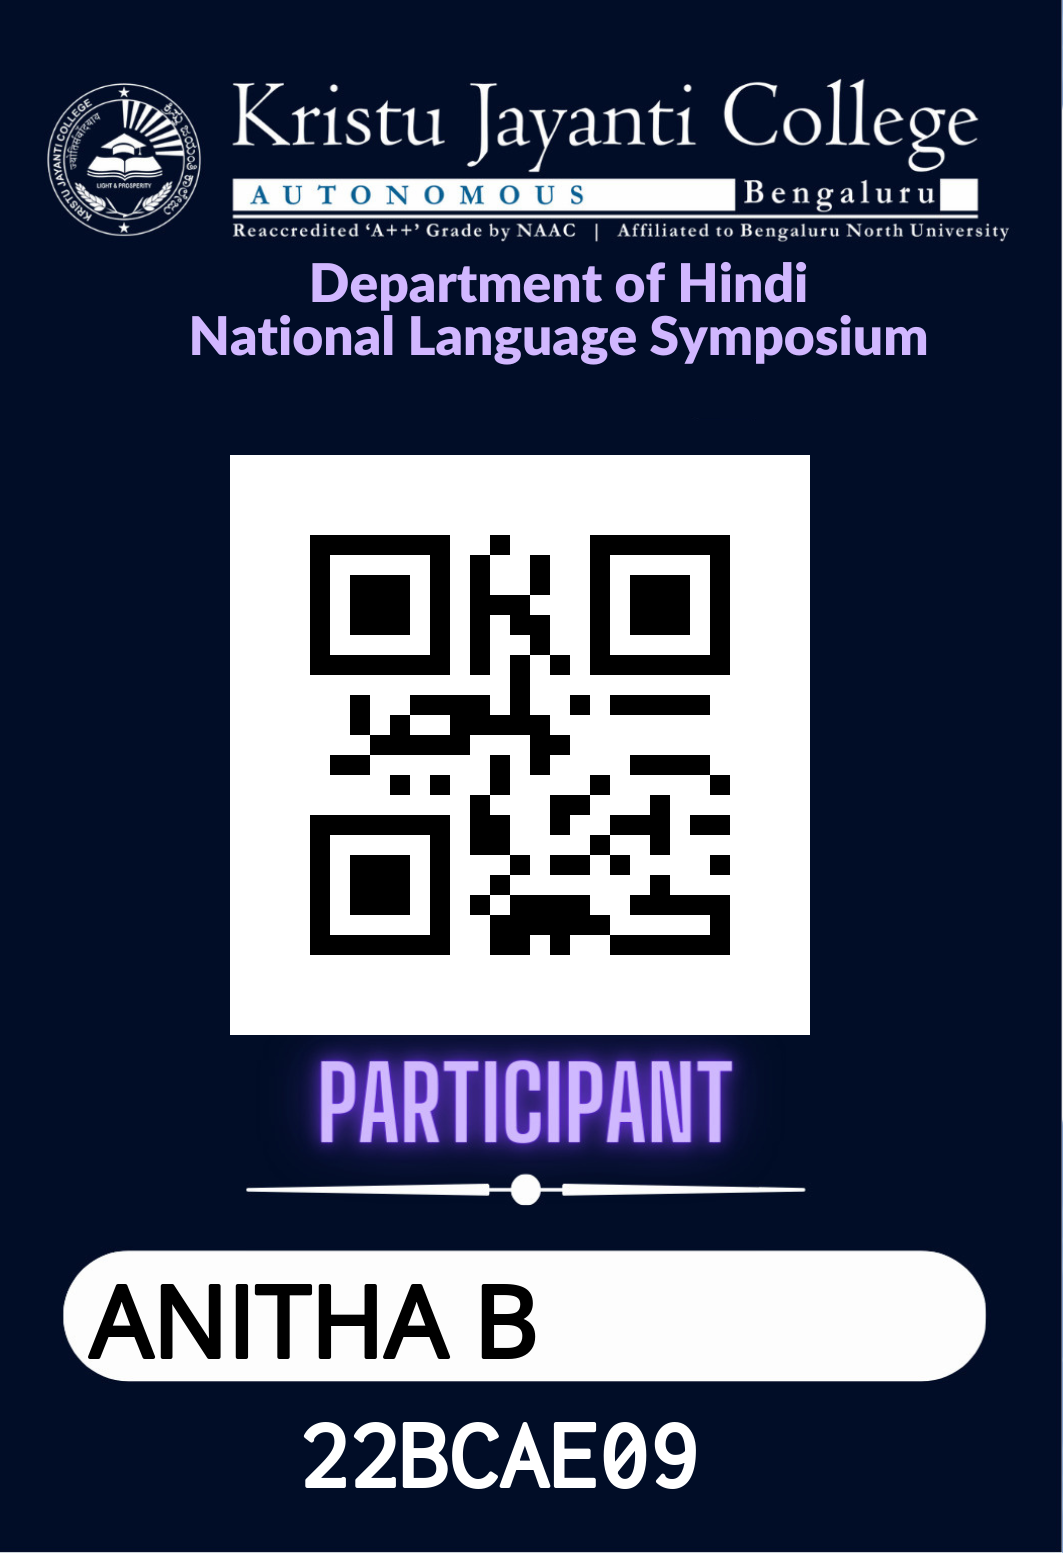 KRISTU JAYANTI COLLEGE
LIGHT & PROSPERITY
Kristu Jayanti College
AUTONOMOUS Bengaluru
Reaccredited ‘A++’ Grade by NAAC | Affiliated to Bengaluru North University
Department of Hindi
National Language Symposium
PARTICIPANT
ANITHA B
22BCAE09